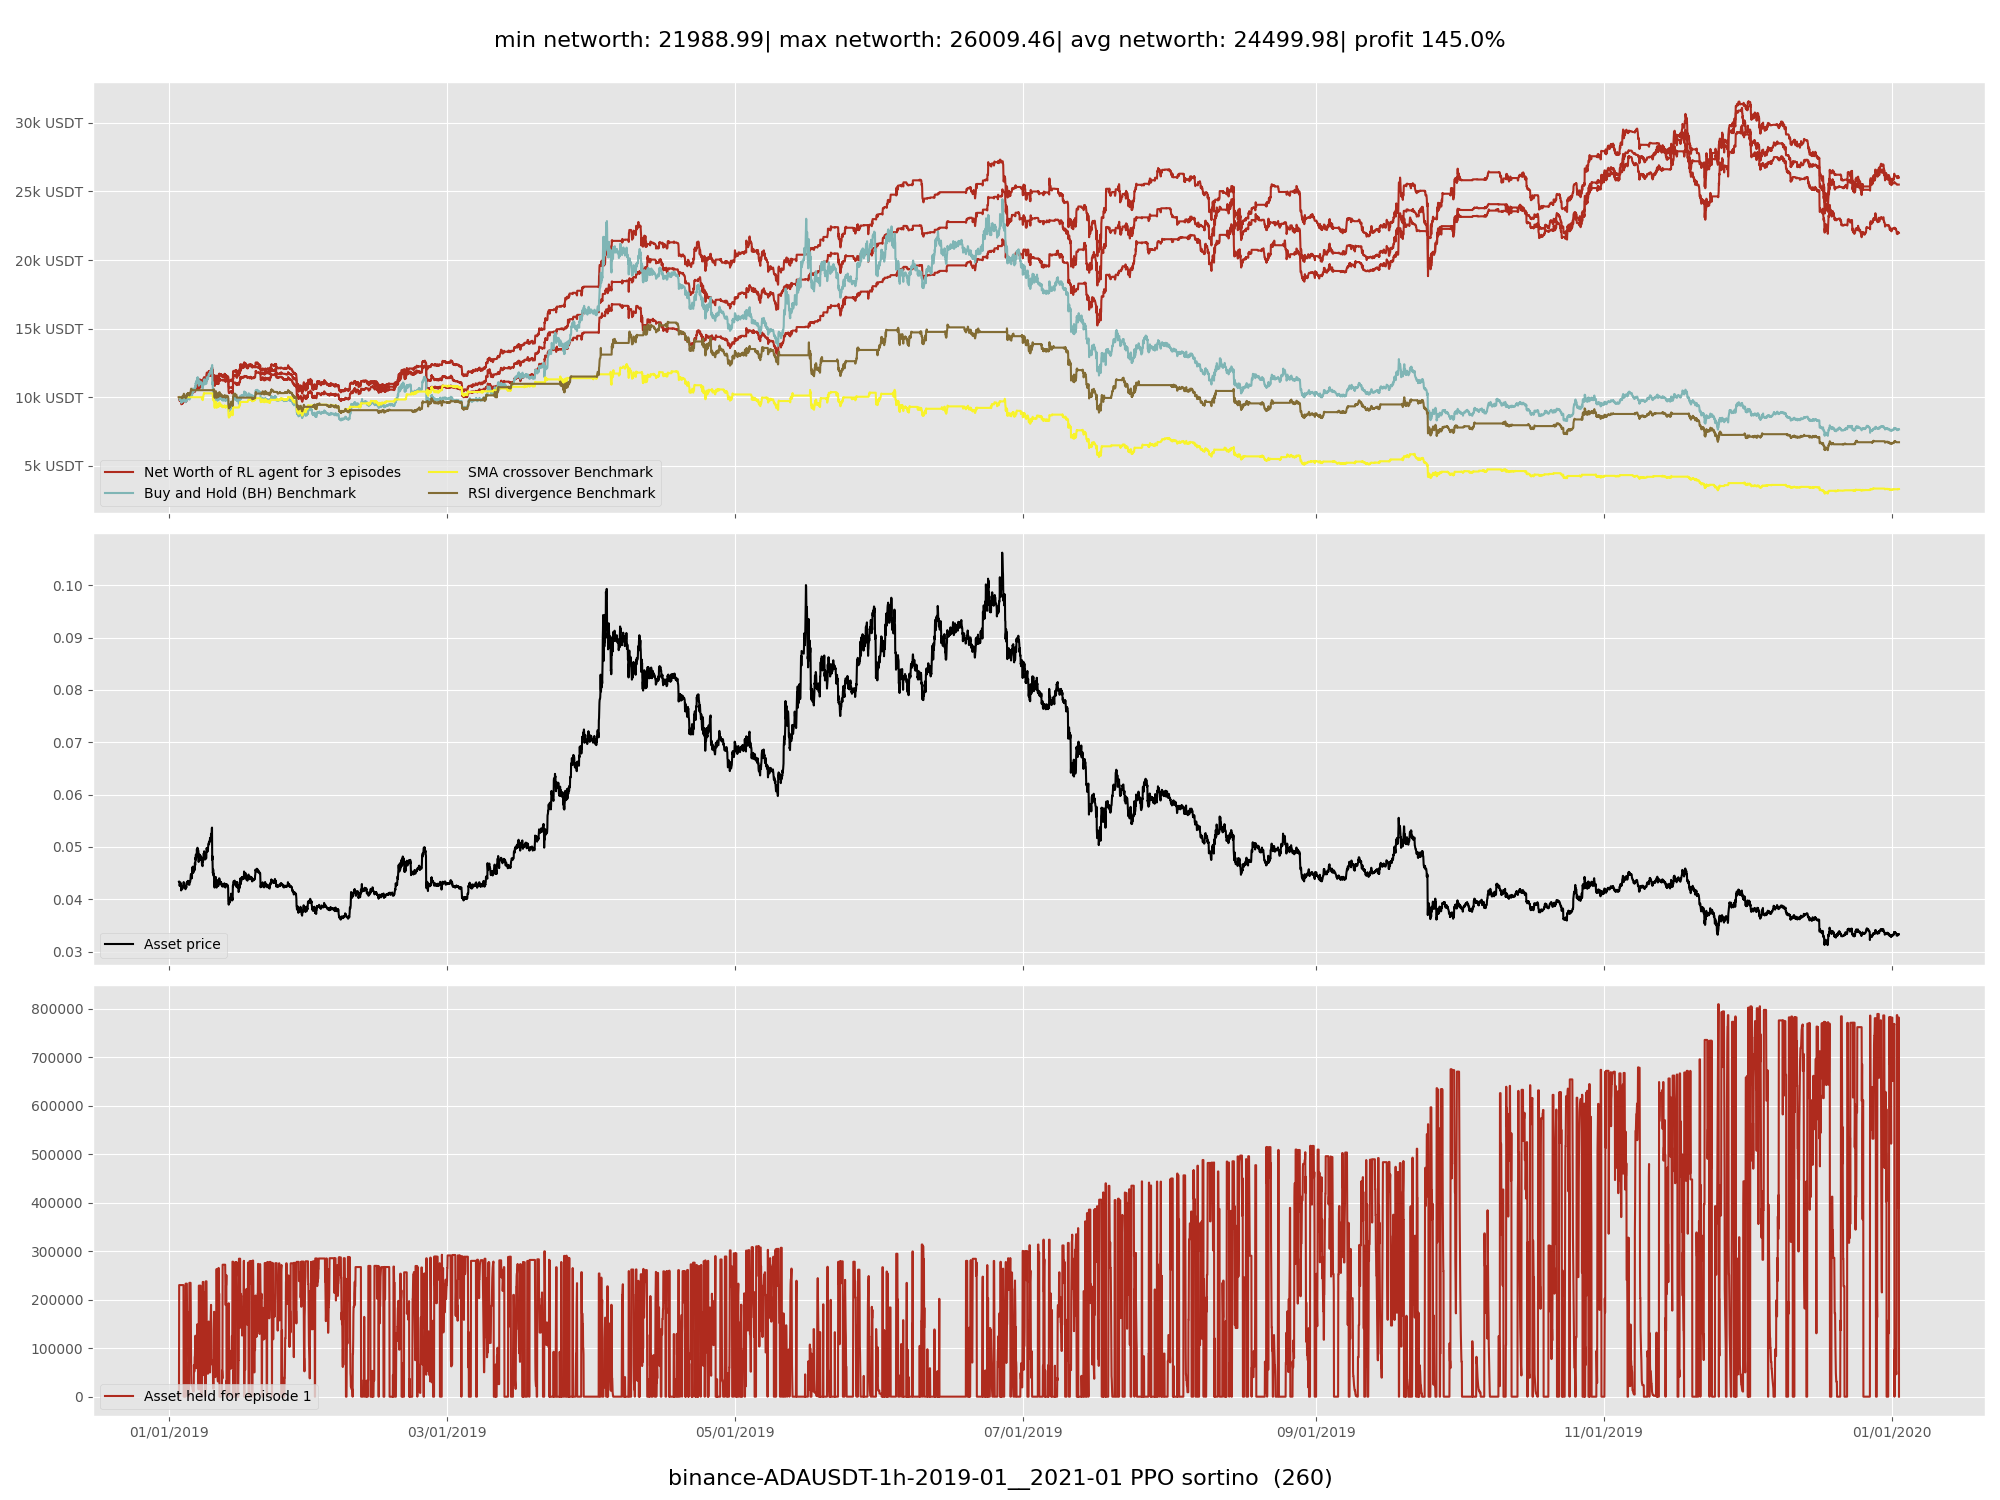 min networth: 21988.99| max networth: 26009.46| avg networth: 24499.98| profit 145.0%
30k USDT
25k USDT
20k USDT
15k USDT
10k USDT
5k USDT
Net Worth of RL agent for 3 episodes
Buy and Hold (BH) Benchmark
SMA crossover Benchmark
RSI divergence Benchmark
0.10
0.09
0.08
0.07
0.06
0.05
0.04
0.03
Asset price
800000
700000
600000
500000
400000
300000
200000
100000
0
Asset held for episode 1
01/01/2019 03/01/2019 05/01/2019 07/01/2019 09/01/2019 11/01/2019 01/01/2020
binance-ADAUSDT-1h-2019-01__2021-01 PPO sortino (260)